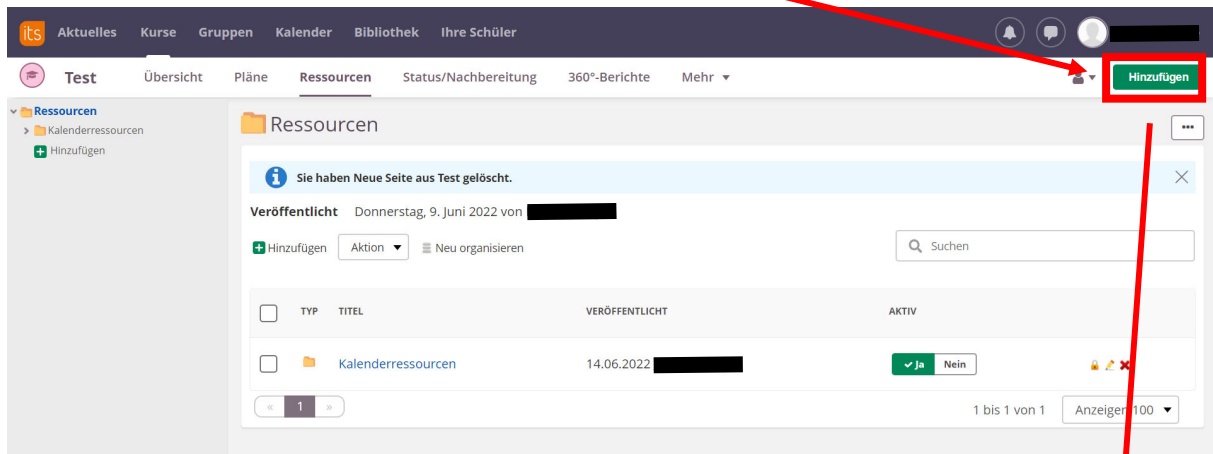 its Aktuelles Kurse Gruppen Kalender Bibliothek Ihre Schüler
Test Übersicht Pläne Ressourcen Status/Nachbereitung 360°-Berichte Mehr Hinzufügen
Ressourcen
Kalenderressourcen
Hinzufügen
Ressourcen
Sie haben Neue Seite aus Test gelöscht.
Veröffentlicht Donnerstag, 9. Juni 2022 von
Hinzufügen Aktion Neu organisieren Suchen
TYP TITEL VERÖFFENTLICHT AKTIV
Kalenderressourcen 14.06.2022 Ja Nein
« 1 » 1 bis 1 von 1 Anzeigen 100